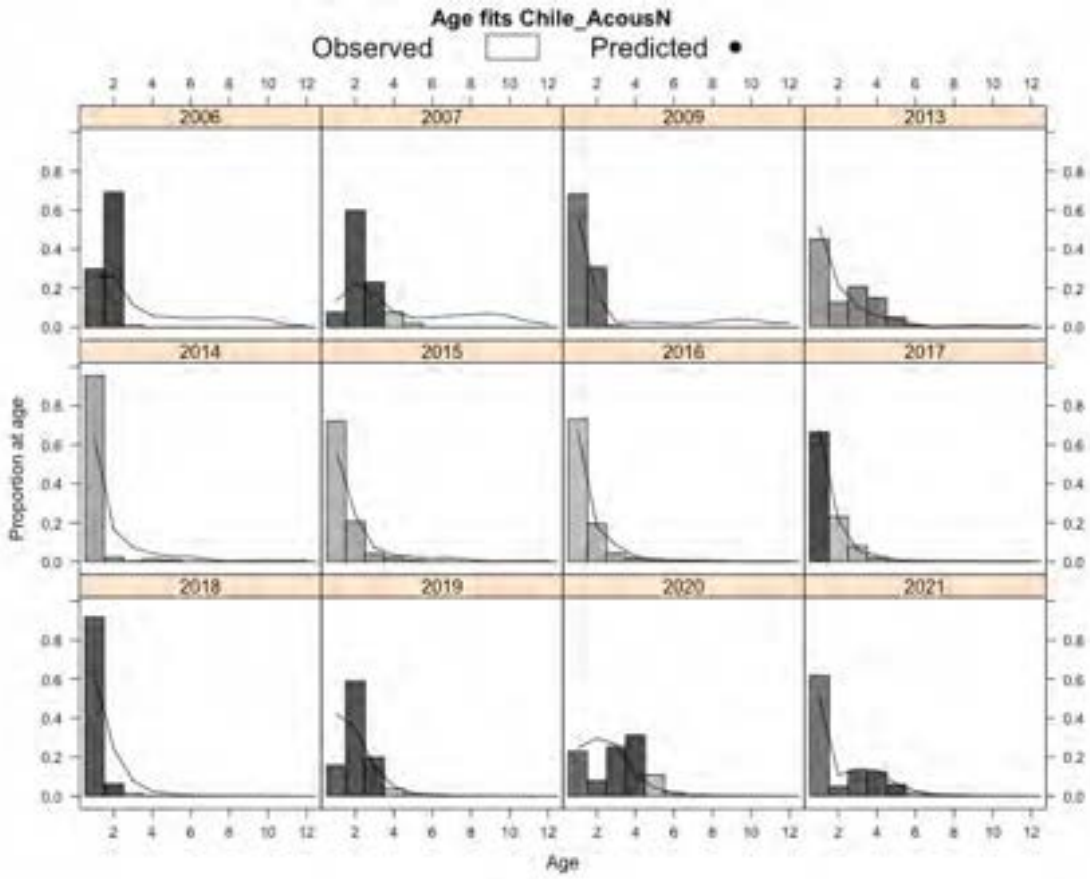 Age fits Chile_AcousN
Observed Predicted
2 4 6 8 10 12 2 4 6 8 10 12 2 4 6 8 10 12 2 4 6 8 10 12
2006 2007 2009 2013
0.8 0.8
0.6 0.6
0.4 0.4
0.2 0.2
0.0 0.0
2014 2015 2016 2017
0.8 0.8
0.6 0.6
0.4 0.4
0.2 0.2
0.0 0.0
Proportion at age
2018 2019 2020 2021
0.8 0.8
0.6 0.6
0.4 0.4
0.2 0.2
0.0 0.0
2 4 6 8 10 12 2 4 6 8 10 12 2 4 6 8 10 12 2 4 6 8 10 12
Age